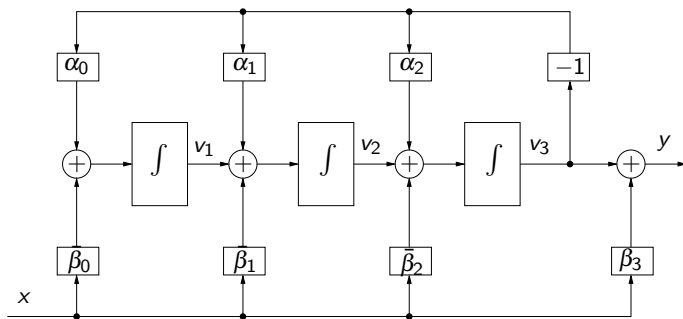 α₀ α₁ α₂ −1
+ ∫ v₁ + ∫ v₂ + ∫ v₃ + y
β̄₀ β̄₁ β̄₂ β₃
x